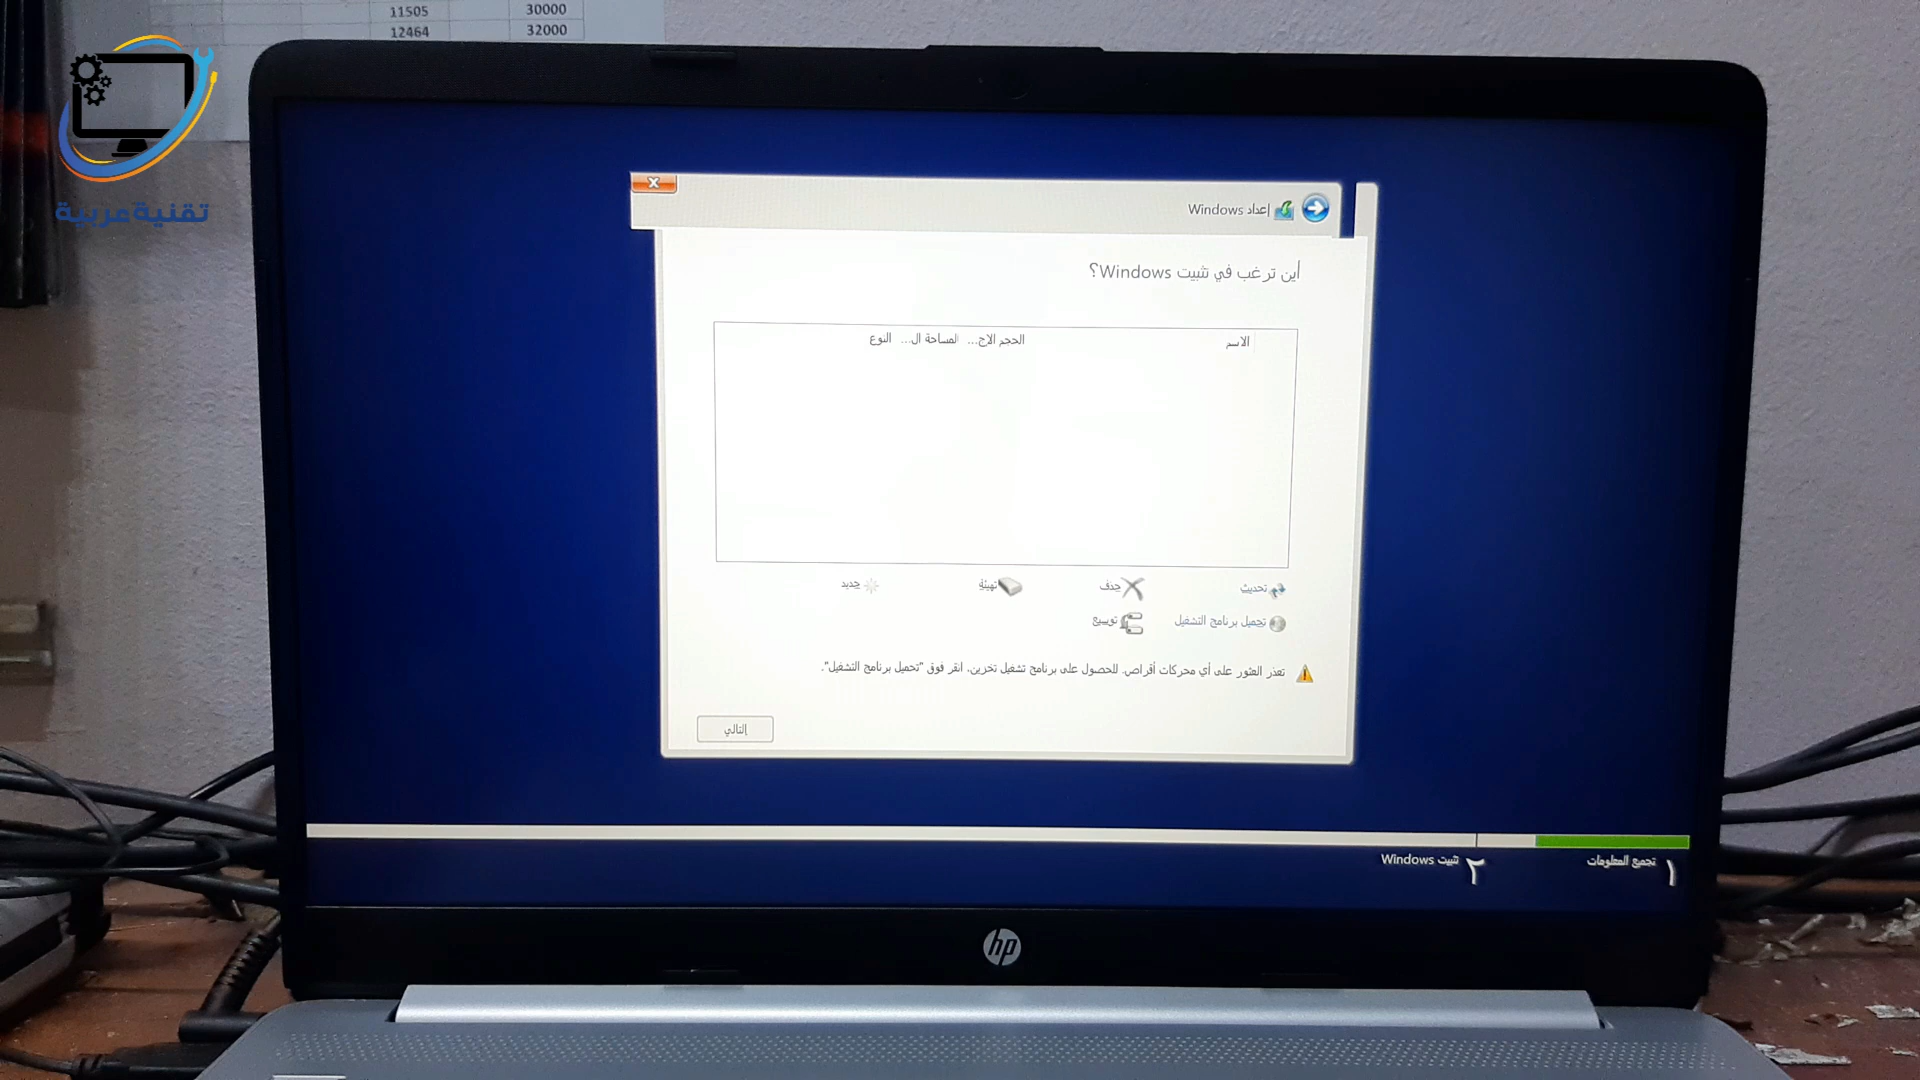 11505 30000
12464 32000
تقنية عربية
إعداد Windows
أين ترغب في تثبيت Windows؟
الاسم الحجم الإج... المساحة ال... النوع
تحديث حذف تهيئة جديد
تحميل برنامج التشغيل توسيع
تعذر العثور على أي محركات أقراص. للحصول على برنامج تشغيل تخزين، انقر فوق "تحميل برنامج التشغيل".
التالي
١ تجميع المعلومات ٢ تثبيت Windows
hp